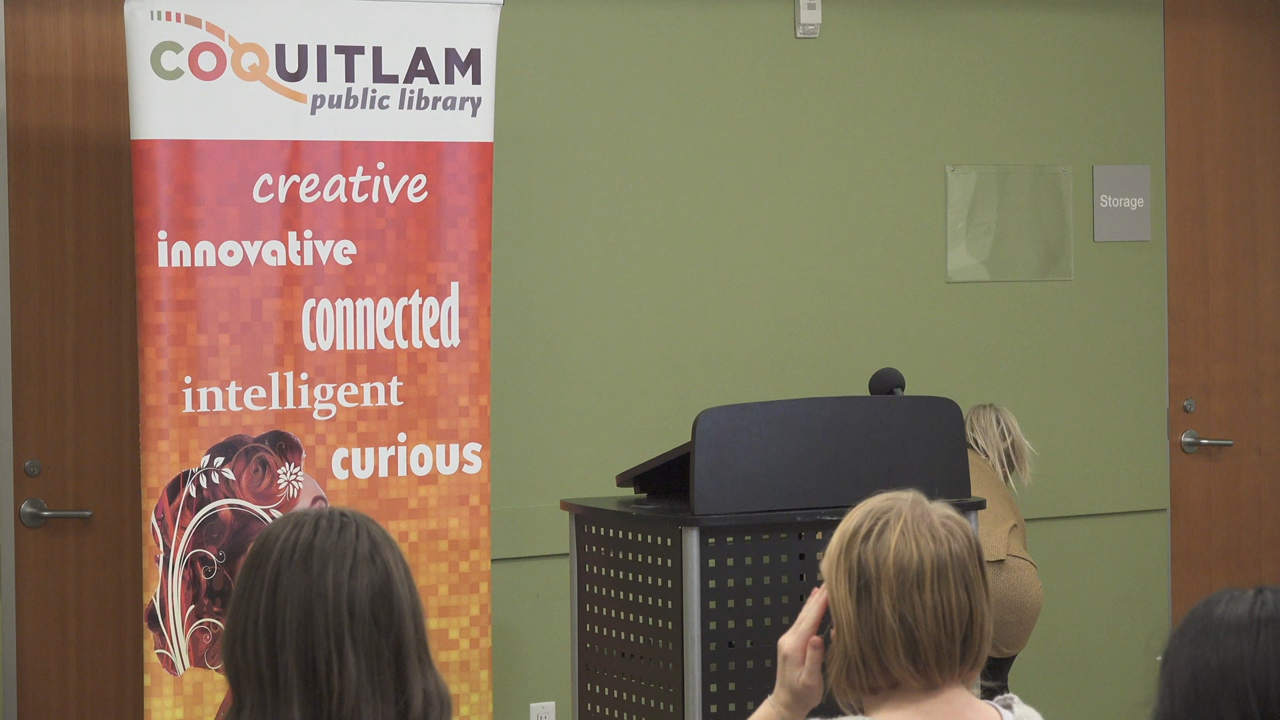 COQUITLAM
public library
creative
innovative
connected
intelligent
curious
Storage